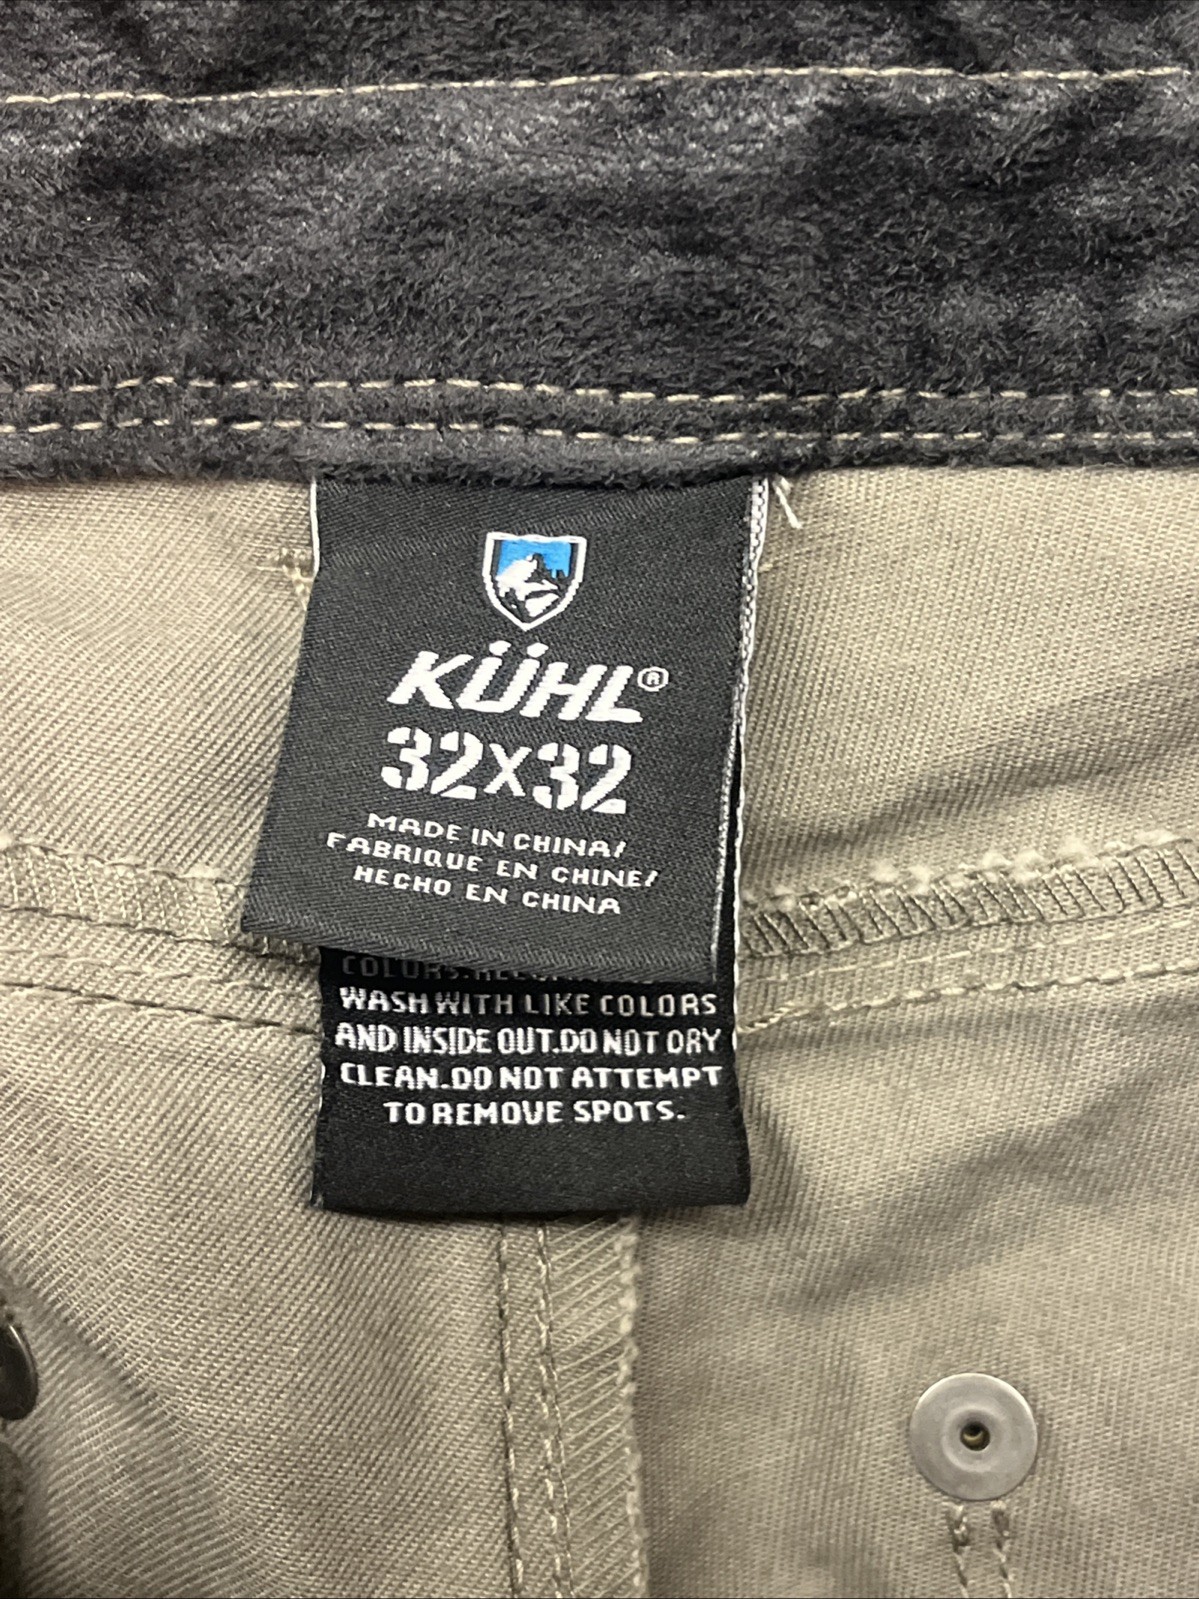 KÜHL®
32X32
MADE IN CHINA/
FABRIQUE EN CHINE/
HECHO EN CHINA
WASH WITH LIKE COLORS
AND INSIDE OUT.DO NOT DRY
CLEAN.DO NOT ATTEMPT
TO REMOVE SPOTS.